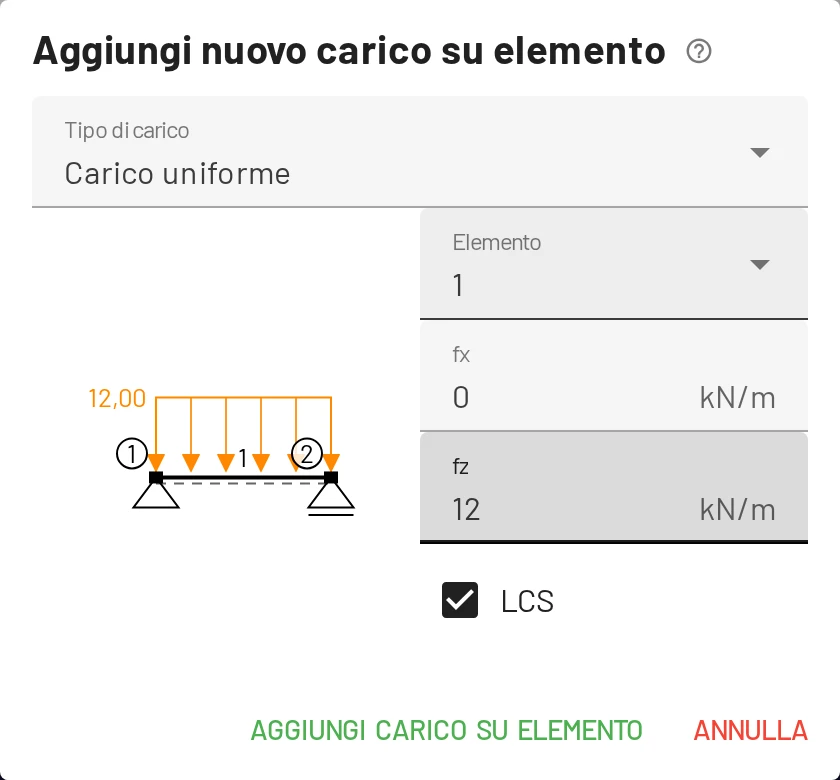 Aggiungi nuovo carico su elemento ?
Tipo di carico
Carico uniforme
Elemento
1
fx
0 kN/m
12,00
1 1 2
fz
12 kN/m
LCS
AGGIUNGI CARICO SU ELEMENTO ANNULLA